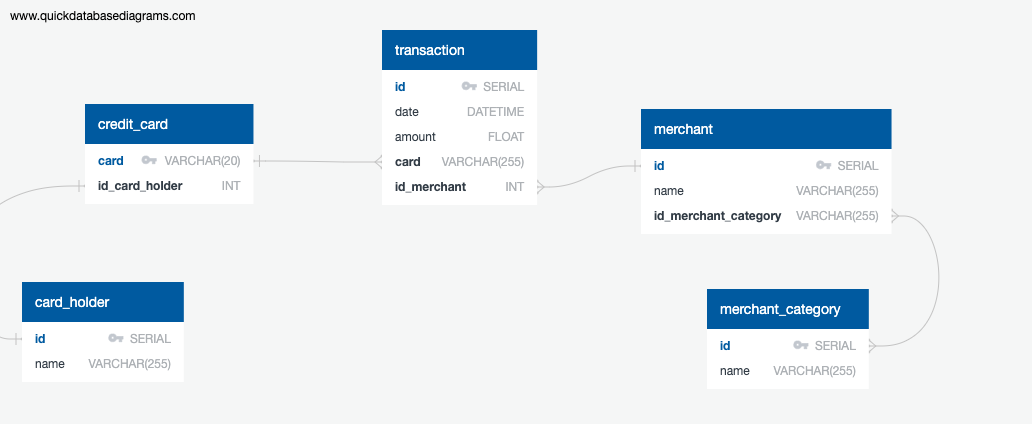 www.quickdatabasediagrams.com
transaction
id SERIAL
date DATETIME
amount FLOAT
card VARCHAR(255)
id_merchant INT
credit_card
card VARCHAR(20)
id_card_holder INT
merchant
id SERIAL
name VARCHAR(255)
id_merchant_category VARCHAR(255)
card_holder
id SERIAL
name VARCHAR(255)
merchant_category
id SERIAL
name VARCHAR(255)